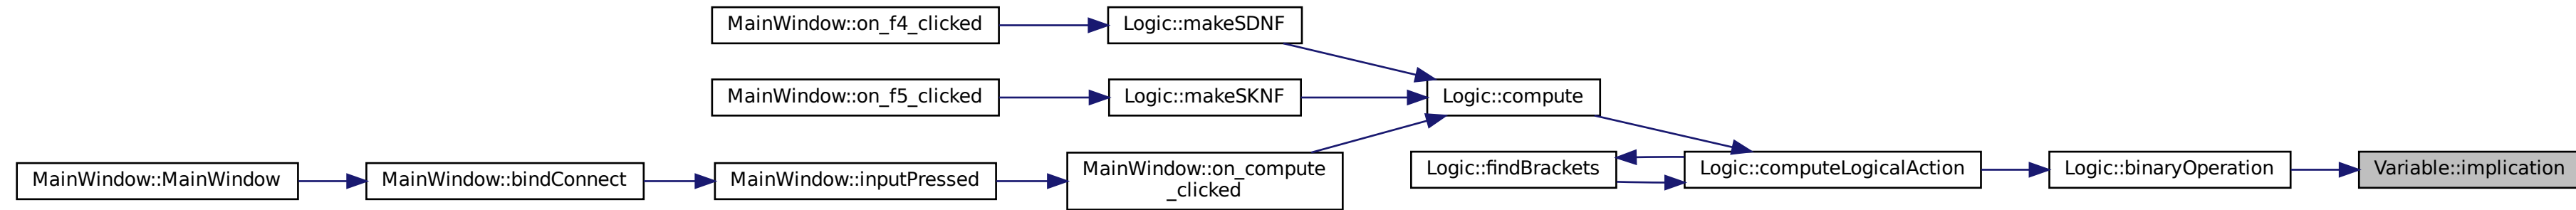 MainWindow::on_f4_clicked
Logic::makeSDNF
MainWindow::on_f5_clicked
Logic::makeSKNF
Logic::compute
MainWindow::MainWindow
MainWindow::bindConnect
MainWindow::inputPressed
MainWindow::on_compute
_clicked
Logic::findBrackets
Logic::computeLogicalAction
Logic::binaryOperation
Variable::implication